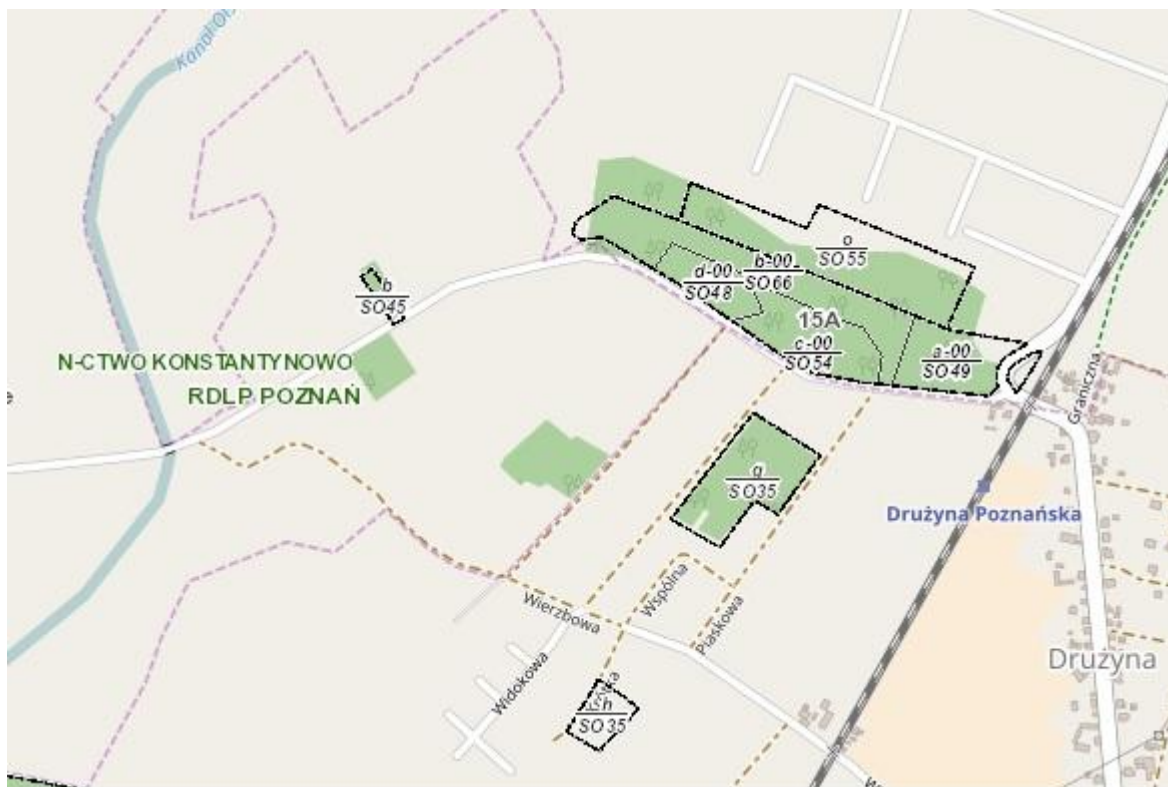 Kanał O
o
SO55
b-00
SO66
d-00
SO48
b
SO45
15A
c-00
SO54
a-00
SO49
N-CTWO KONSTANTYNOWO
RDLP POZNAŃ
e
Graniczna
g
SO35
Drużyna Poznańska
Wspólna
Wierzbowa
Piaskowa
Drużyna
Widokowa
h
SO35
W